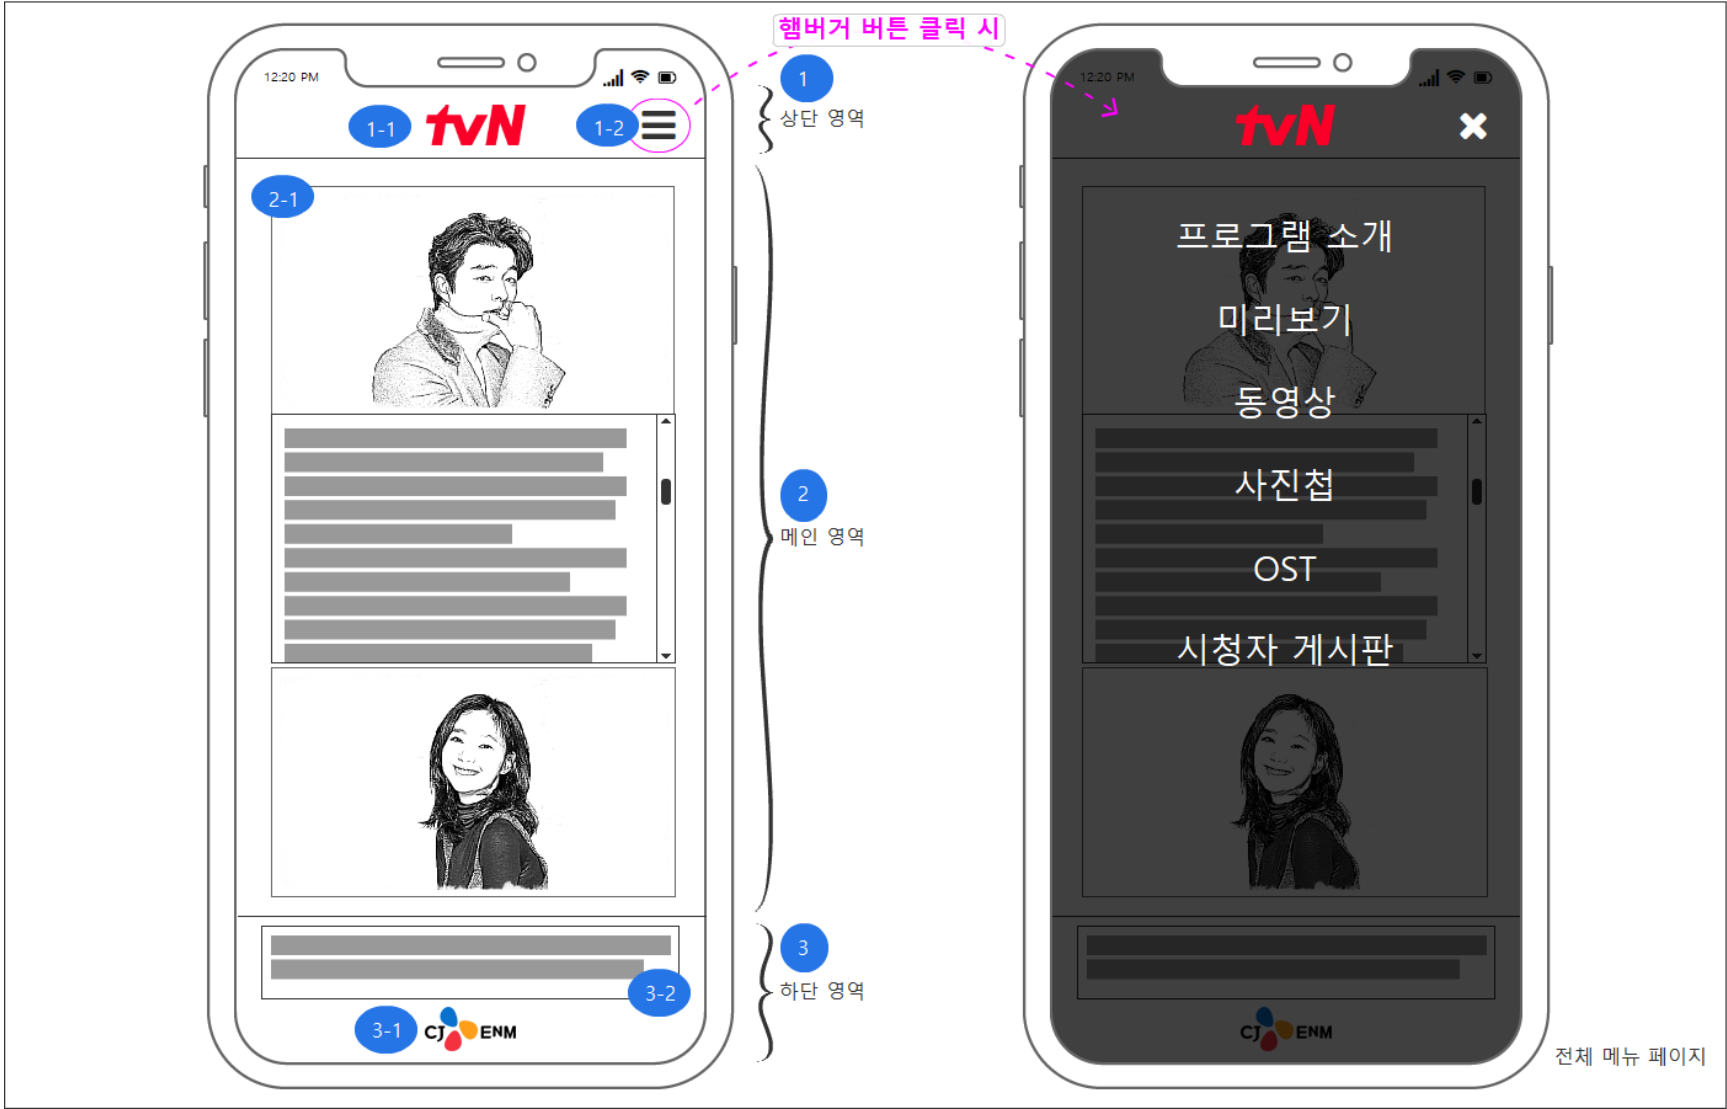 햄버거 버튼 클릭 시
12:20 PM
1-1
tvN
1-2
1
상단 영역
2-1
2
메인 영역
3
하단 영역
3-2
3-1
CJ ENM
12:20 PM
tvN
프로그램 소개
미리보기
동영상
사진첩
OST
시청자 게시판
CJ ENM
전체 메뉴 페이지